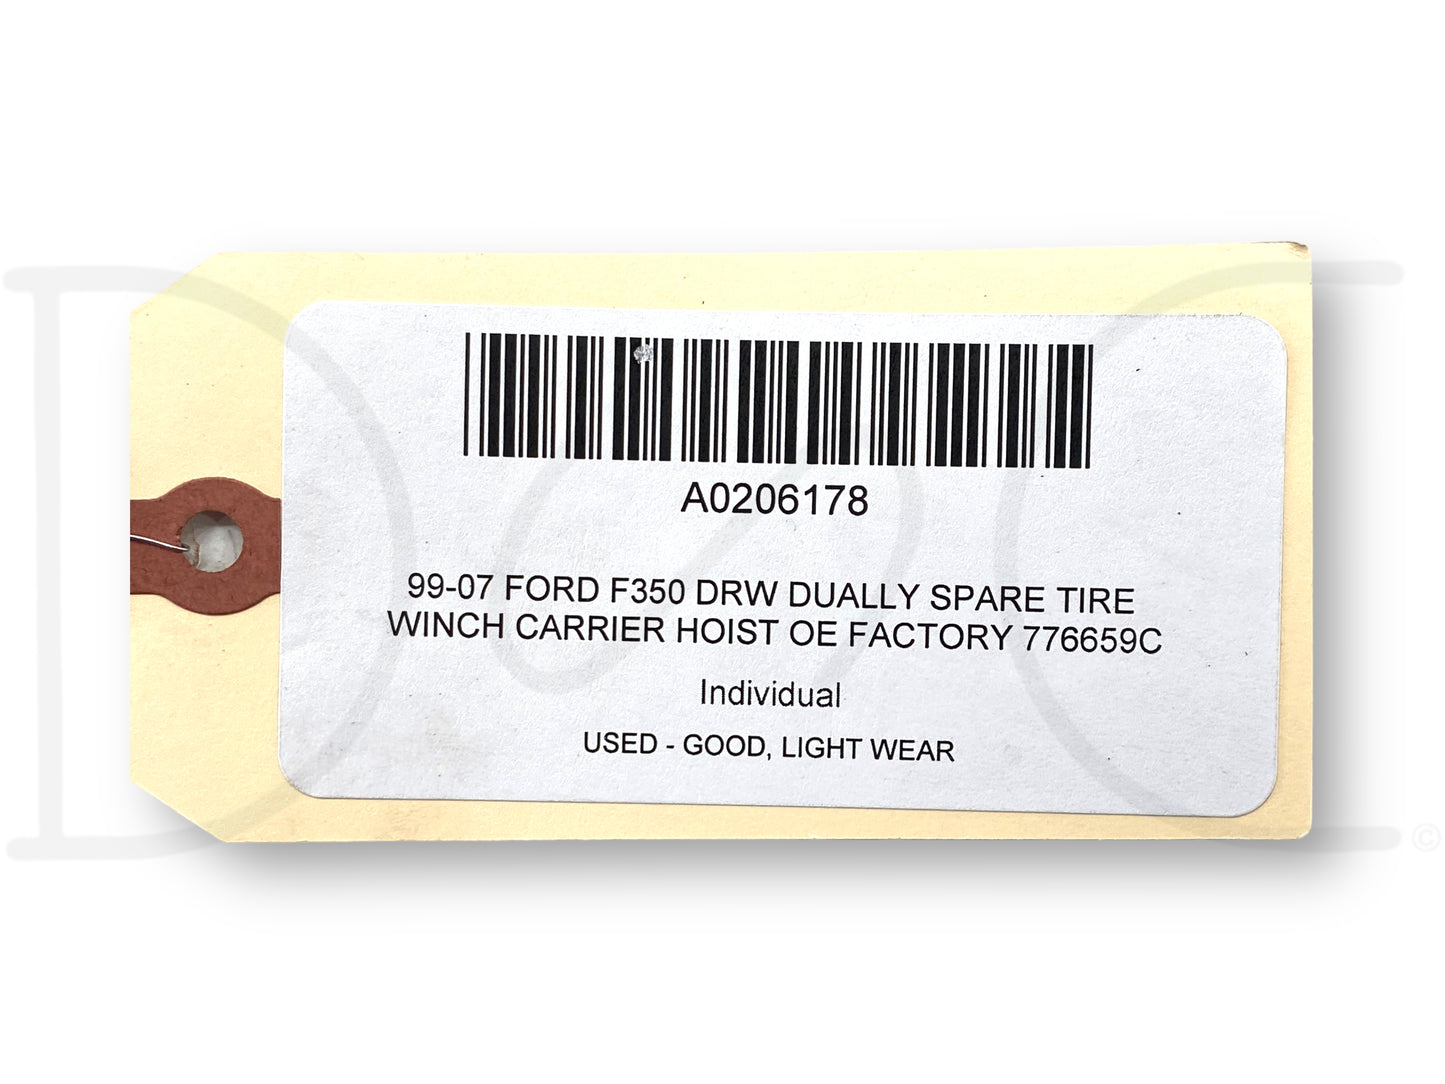 A0206178
99-07 FORD F350 DRW DUALLY SPARE TIRE
WINCH CARRIER HOIST OE FACTORY 776659C
Individual
USED - GOOD, LIGHT WEAR
©